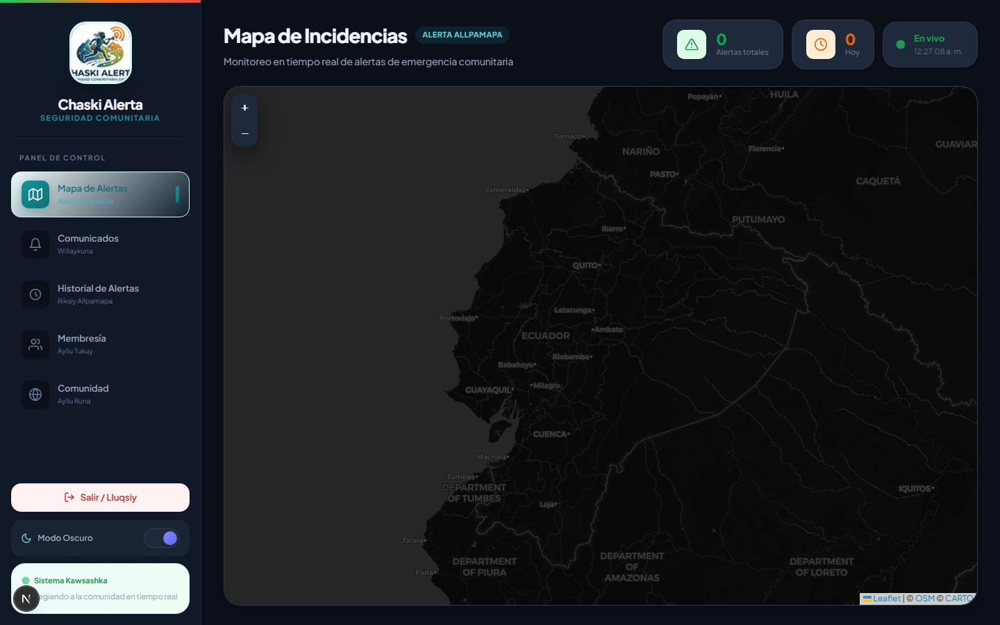 HASKI ALERT
Chaski Alerta
SEGURIDAD COMUNITARIA
PANEL DE CONTROL
Mapa de Alertas
Alerta Allpamapa
Comunicados
Willaykuna
Historial de Alertas
Riksiy Allpamapa
Membresía
Ayllu Tukuy
Comunidad
Ayllu Runa
Salir / Lluqsiy
Modo Oscuro
Sistema Kawsashka
egiendo a la comunidad en tiempo real
N
Mapa de Incidencias
ALERTA ALLPAMAPA
Monitoreo en tiempo real de alertas de emergencia comunitaria
0
Alertas totales
0
Hoy
En vivo
12:27:08 a. m.
+
−
Popayán
HUILA
Tumaco
NARIÑO
Florencia
GUAVIAR
PASTO
CAQUETÁ
Esmeraldas
PUTUMAYO
Ibarra
QUITO
Latacunga
Portoviejo
Ambato
ECUADOR
Riobamba
Babahoyo
Milagro
GUAYAQUIL
CUENCA
Machala
Tumbes
DEPARTMENT
OF TUMBES
Loja
IQUITOS
Talara
DEPARTMENT
OF PIURA
DEPARTMENT
OF
AMAZONAS
DEPARTMENT
OF LORETO
Paita
Leaflet | © OSM © CARTO